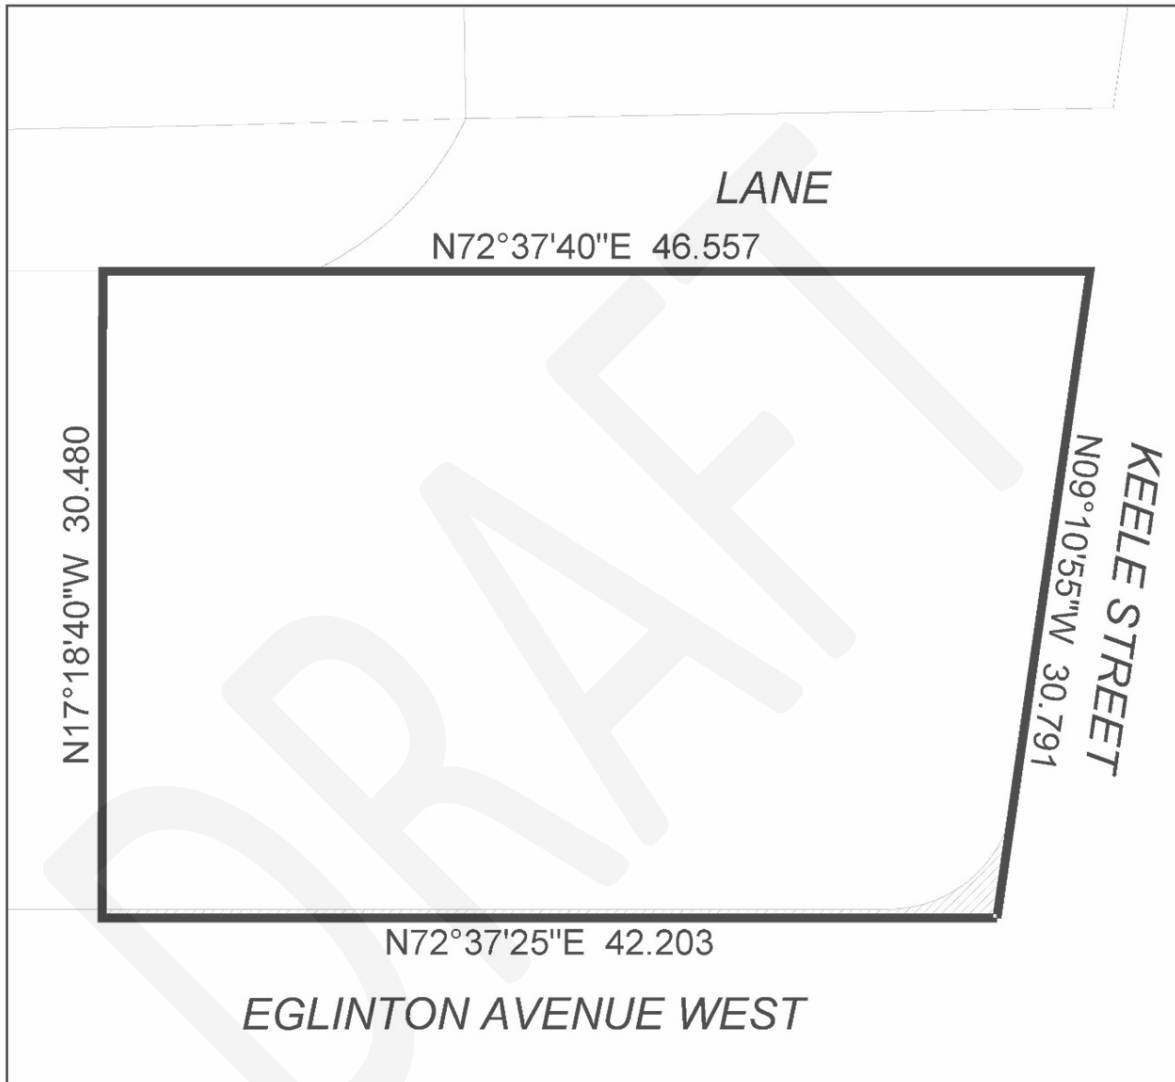 LANE
N72°37'40"E 46.557
N17°18'40"W 30.480
N09°10'55"W 30.791
KEELE STREET
DRAFT
N72°37'25"E 42.203
EGLINTON AVENUE WEST